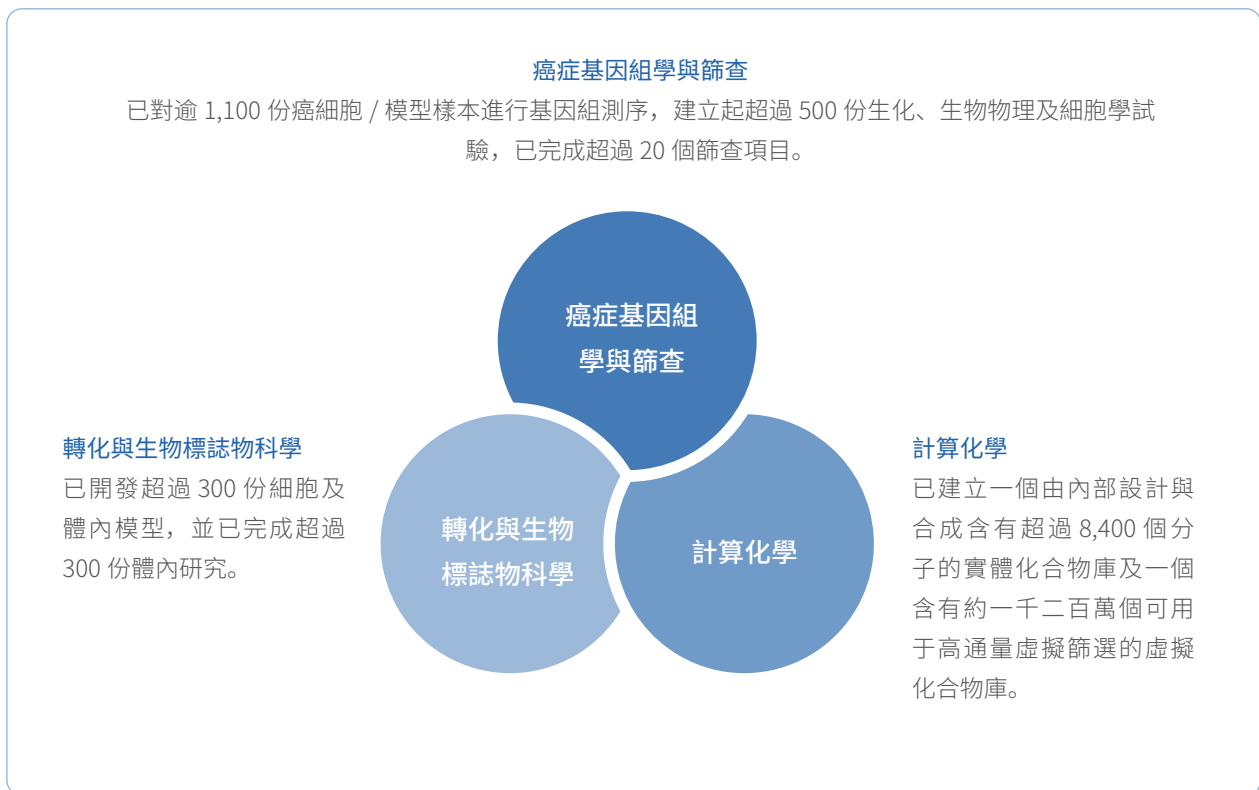 癌症基因組學與篩查
已對逾 1,100 份癌細胞 / 模型樣本進行基因組測序，建立起超過 500 份生化、生物物理及細胞學試
驗，已完成超過 20 個篩查項目。
癌症基因組
學與篩查
轉化與生物標誌物科學
已開發超過 300 份細胞及
體內模型，並已完成超過
300 份體內研究。
轉化與生物
標誌物科學
計算化學
計算化學
已建立一個由內部設計與
合成含有超過 8,400 個分
子的實體化合物庫及一個
含有約一千二百萬個可用
于高通量虛擬篩選的虛擬
化合物庫。